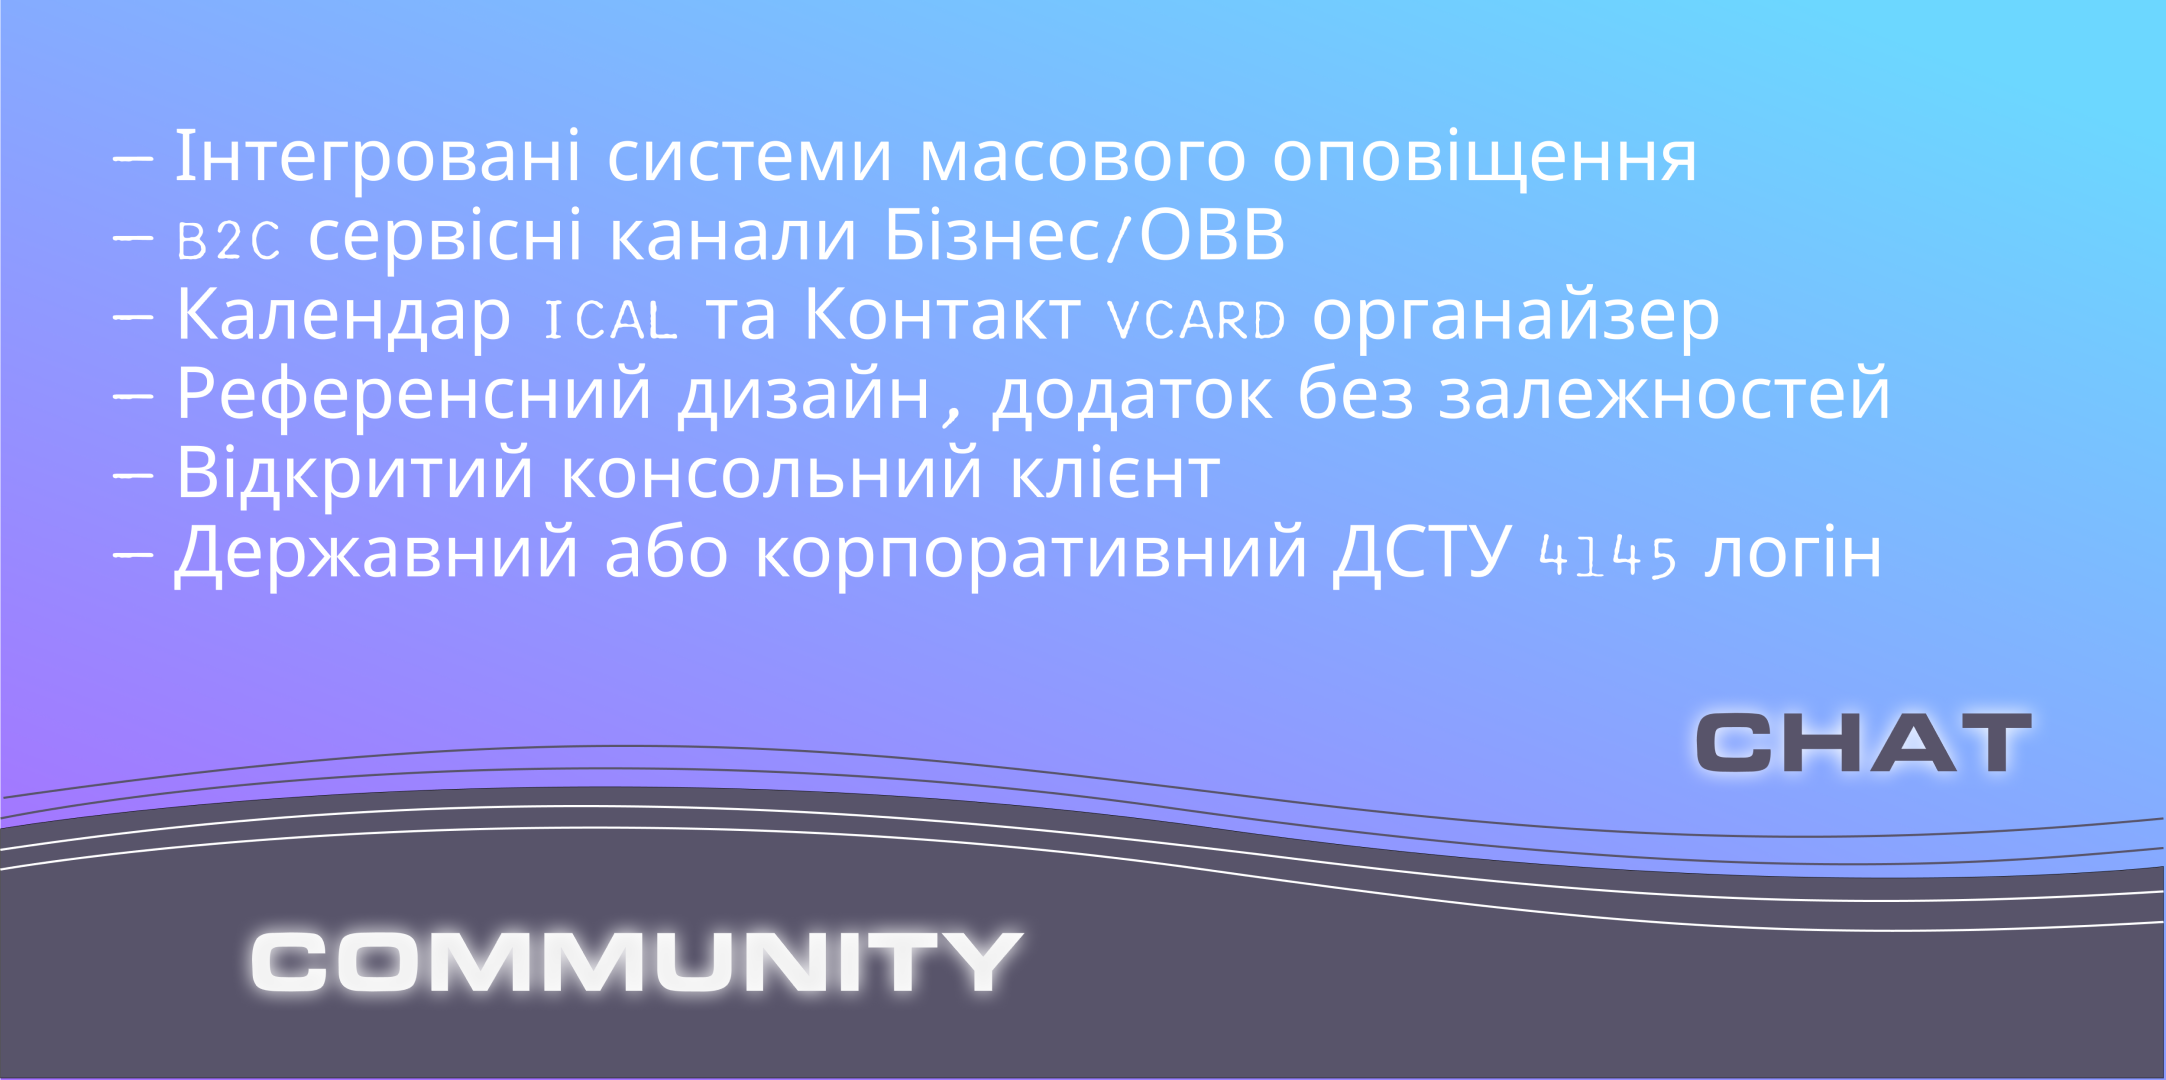 – Інтегровані системи масового оповіщення
– B2C сервісні канали Бізнес/ОВВ
– Календар ICAL та Контакт VCARD органайзер
– Референсний дизайн, додаток без залежностей
– Відкритий консольний клієнт
– Державний або корпоративний ДСТУ 4145 логін
CHAT
COMMUNITY